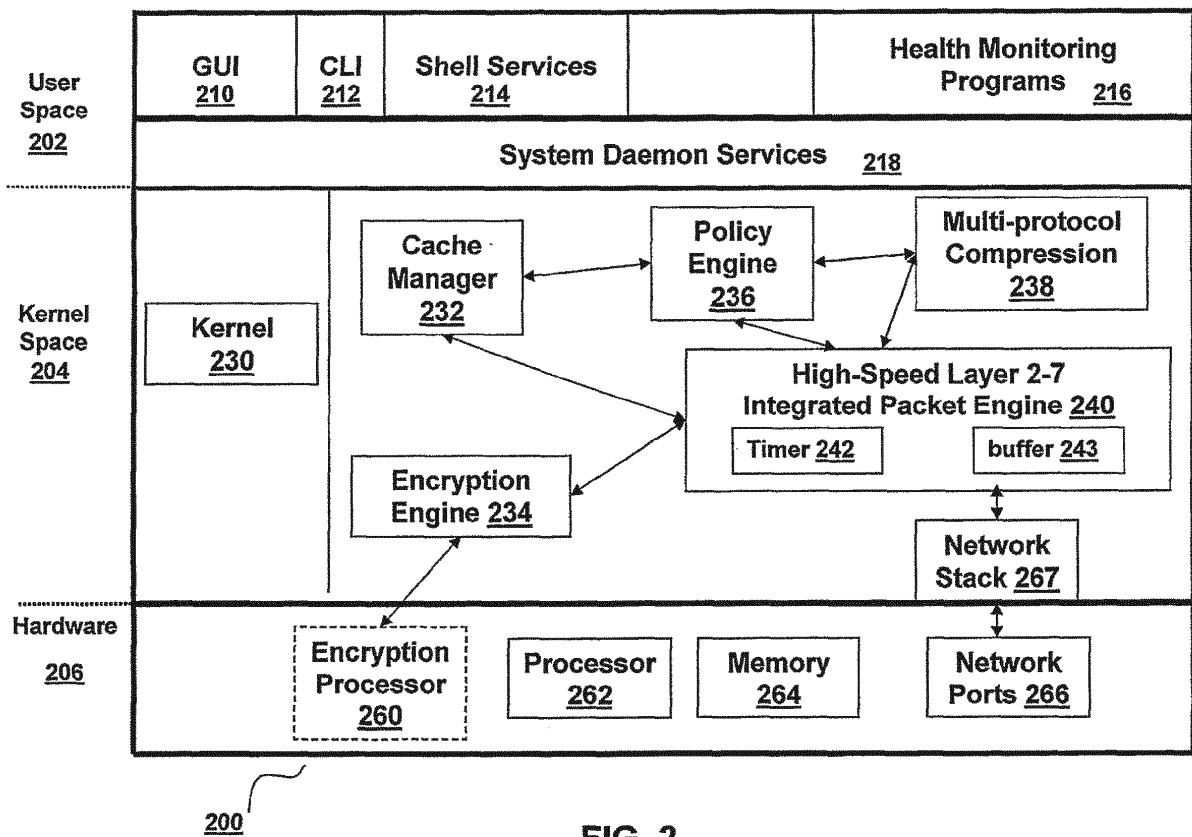 User
Space
202
GUI
210
CLI
212
Shell Services
214
Health Monitoring
Programs 216
System Daemon Services 218
Kernel
Space
204
Kernel
230
Cache
Manager
232
Policy
Engine
236
Multi-protocol
Compression
238
High-Speed Layer 2-7
Integrated Packet Engine 240
Timer 242
buffer 243
Encryption
Engine 234
Network
Stack 267
Hardware
206
Encryption
Processor
260
Processor
262
Memory
264
Network
Ports 266
200
FIG. 2